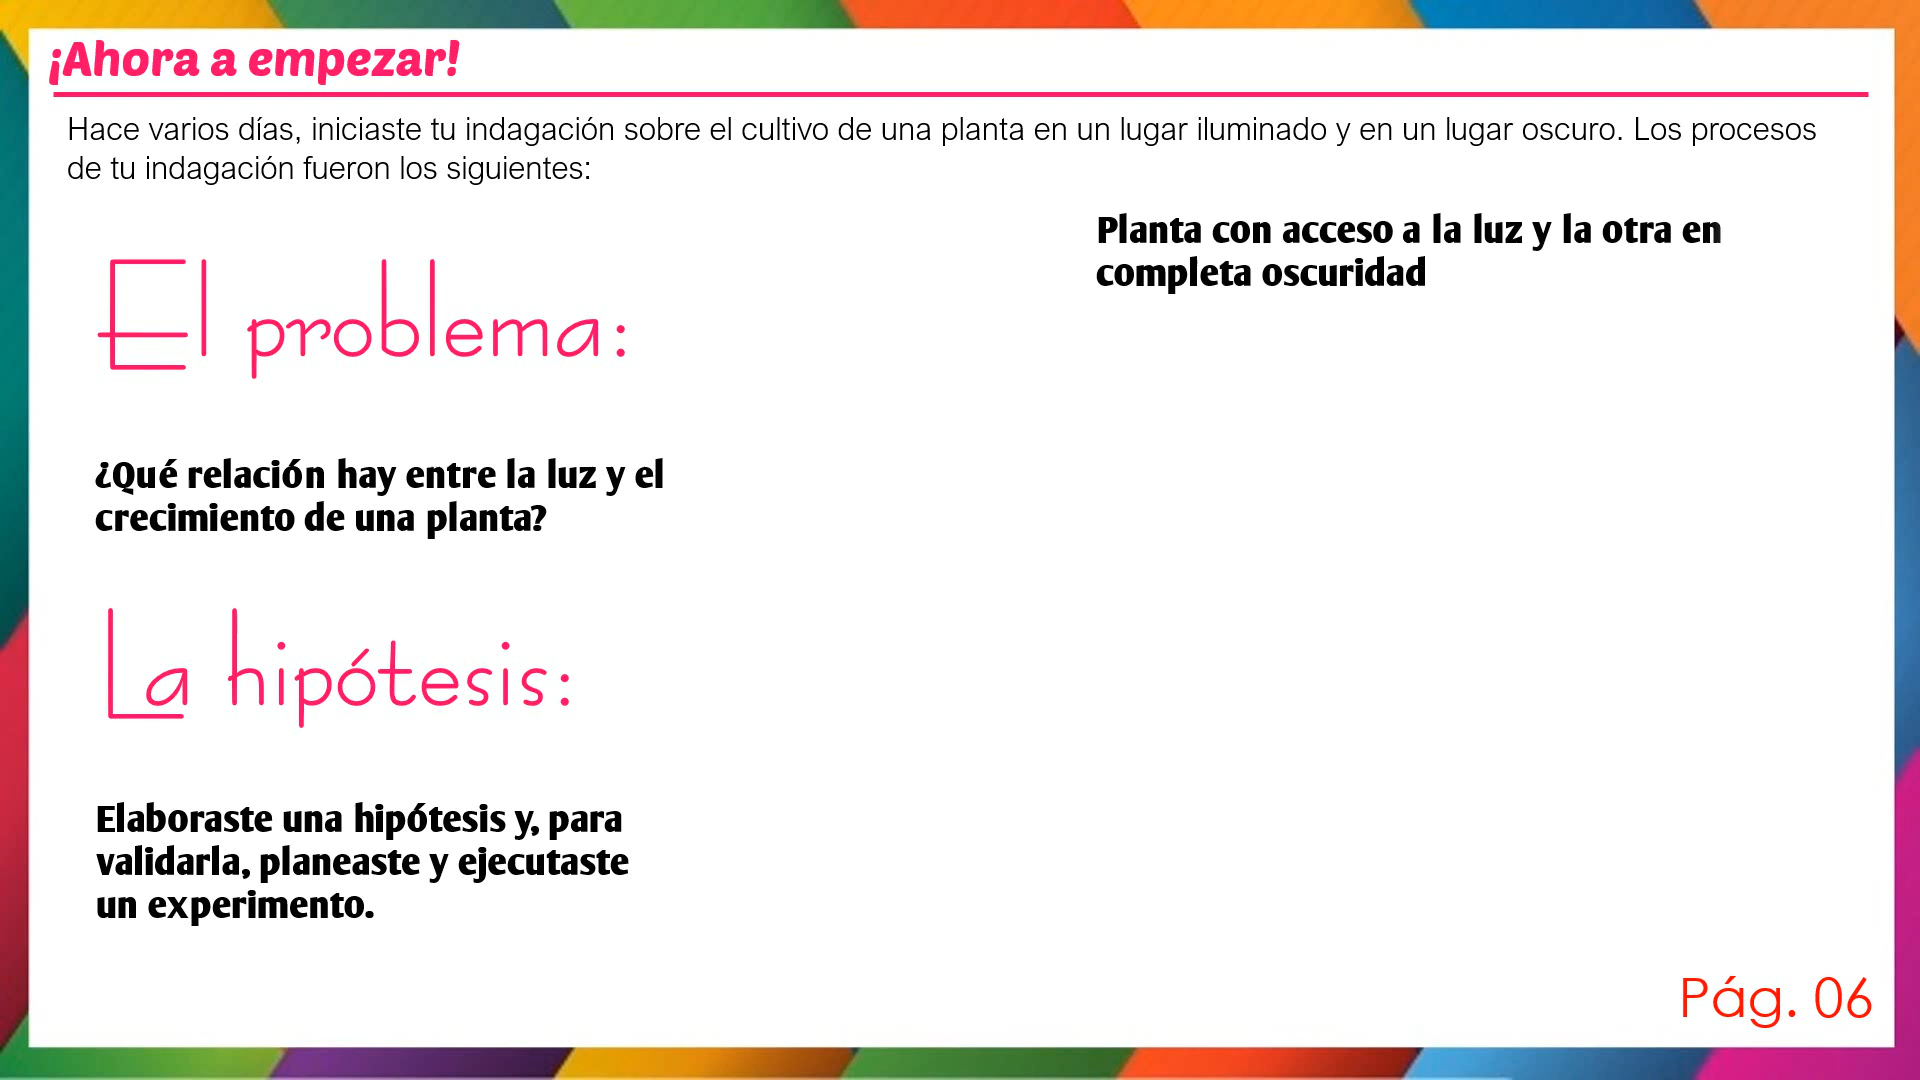 ¡Ahora a empezar!
Hace varios días, iniciaste tu indagación sobre el cultivo de una planta en un lugar iluminado y en un lugar oscuro. Los procesos
de tu indagación fueron los siguientes:
El problema:
¿Qué relación hay entre la luz y el
crecimiento de una planta?
La hipótesis:
Elaboraste una hipótesis y, para
validarla, planeaste y ejecutaste
un experimento.
Planta con acceso a la luz y la otra en
completa oscuridad
Pág. 06